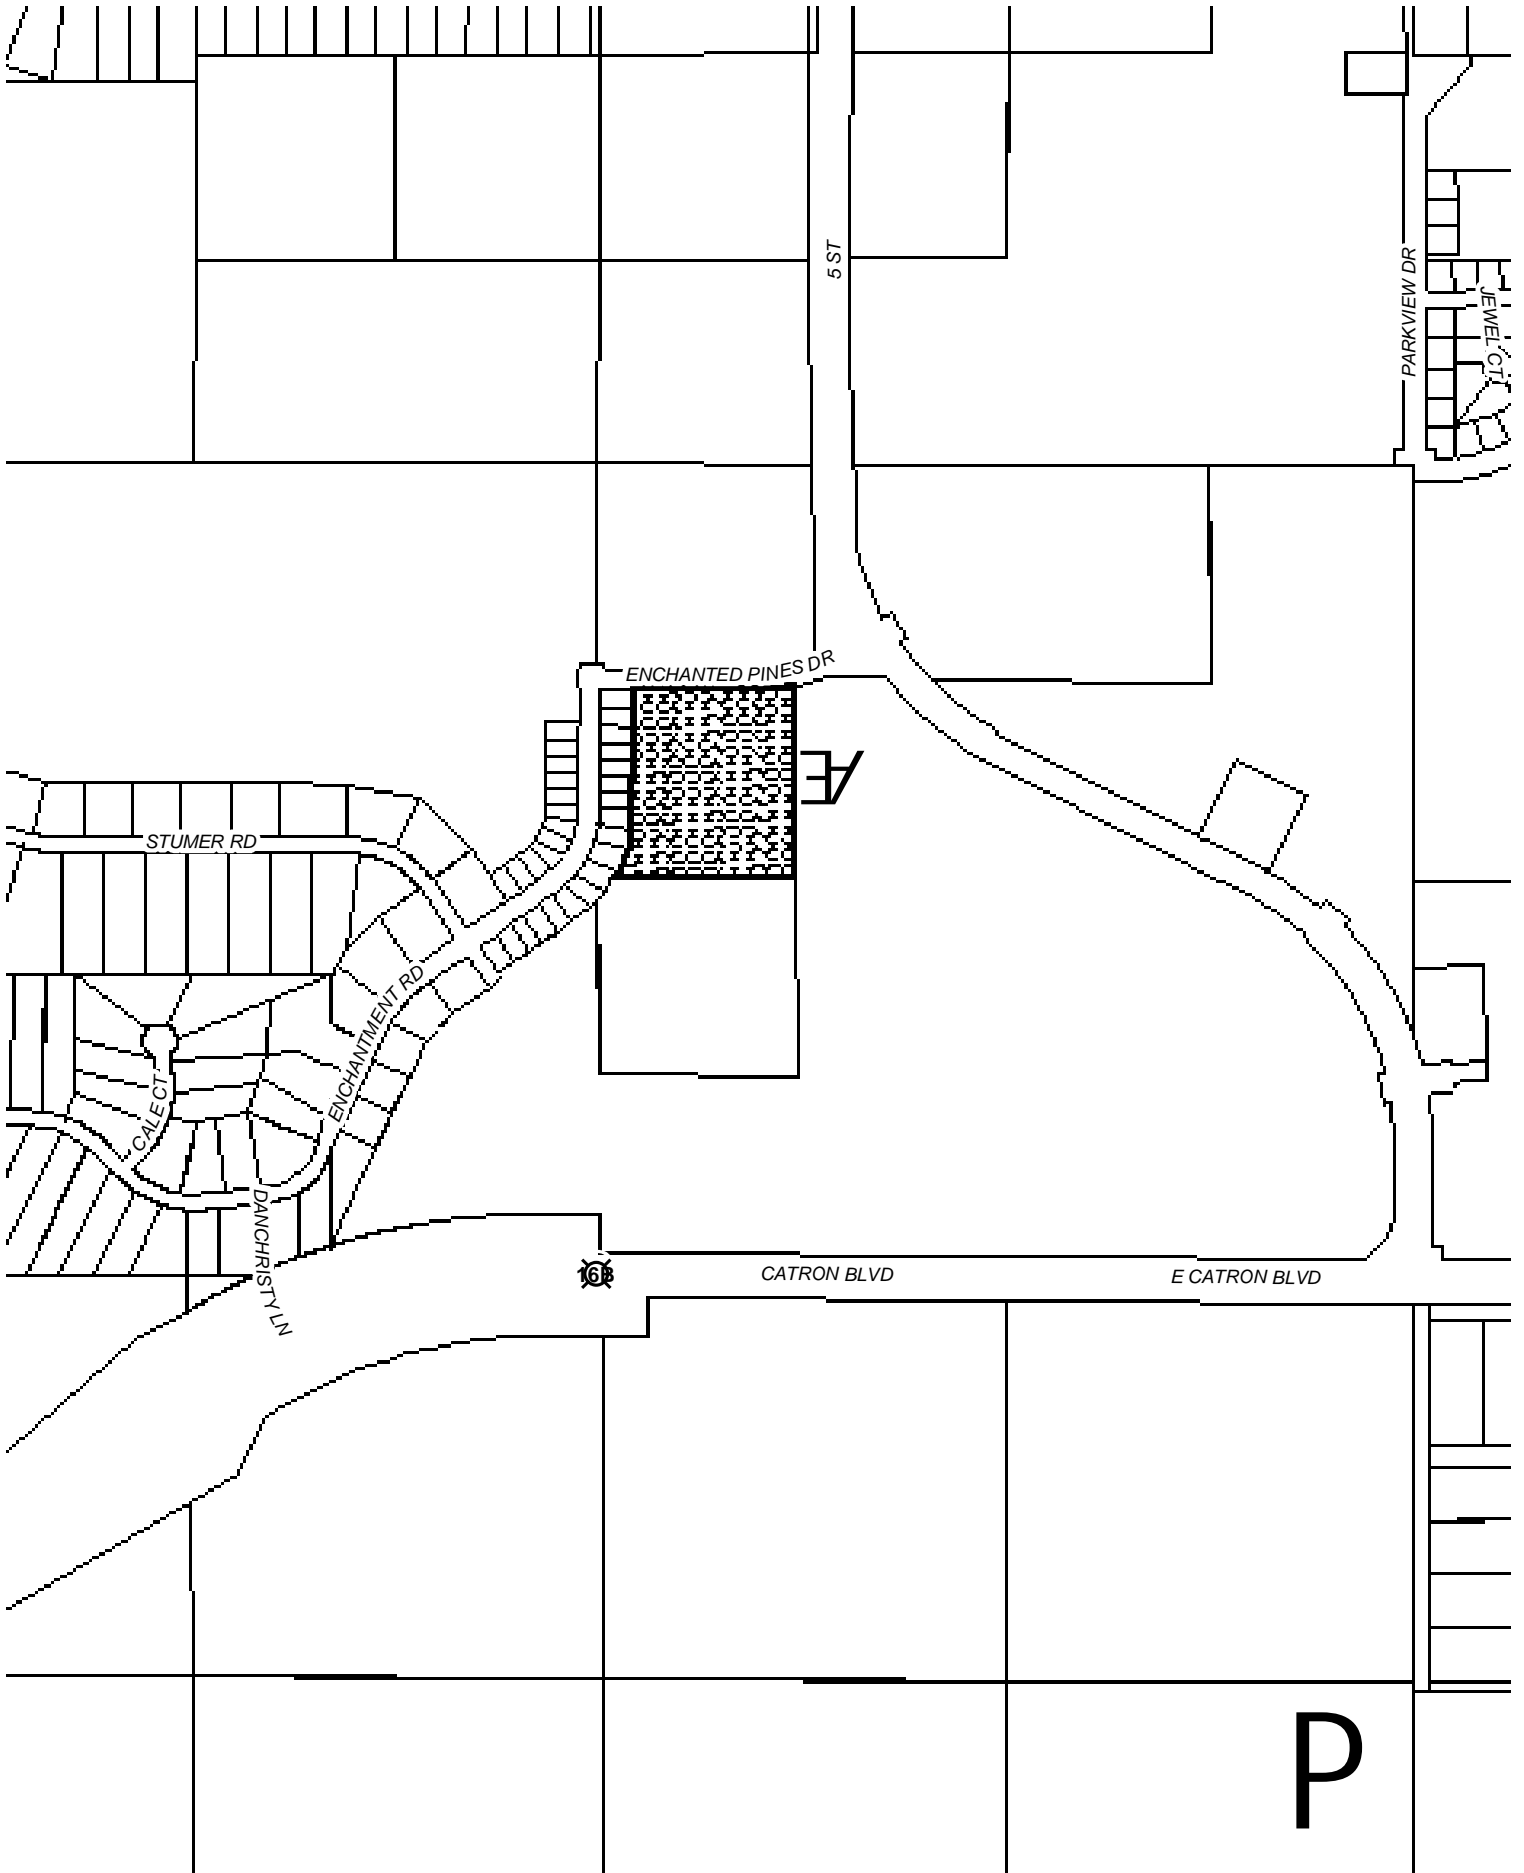 5 ST
PARKVIEW DR
JEWEL CT
ENCHANTED PINES DR
STUMER RD
ENCHANTMENT RD
CALE CT
DANCHRISTY LN
16B
CATRON BLVD
E CATRON BLVD
P